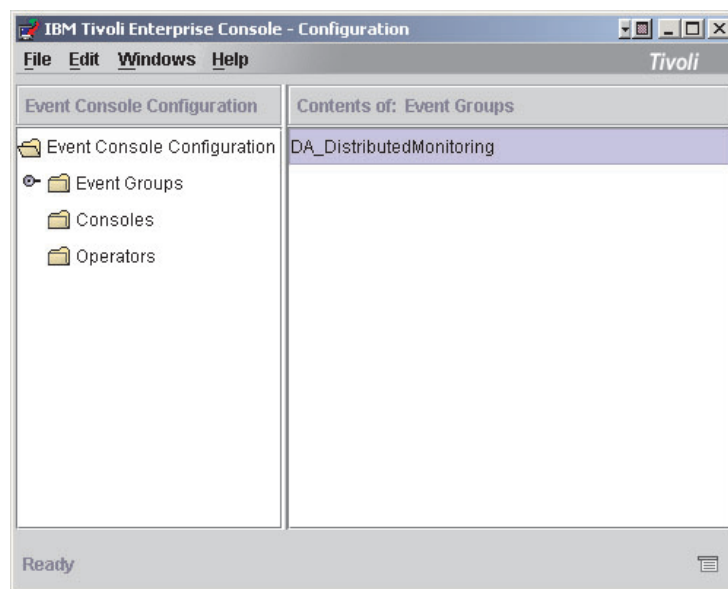 IBM Tivoli Enterprise Console - Configuration
File Edit Windows Help
Tivoli
Event Console Configuration
Contents of: Event Groups
Event Console Configuration
DA_DistributedMonitoring
Event Groups
Consoles
Operators
Ready